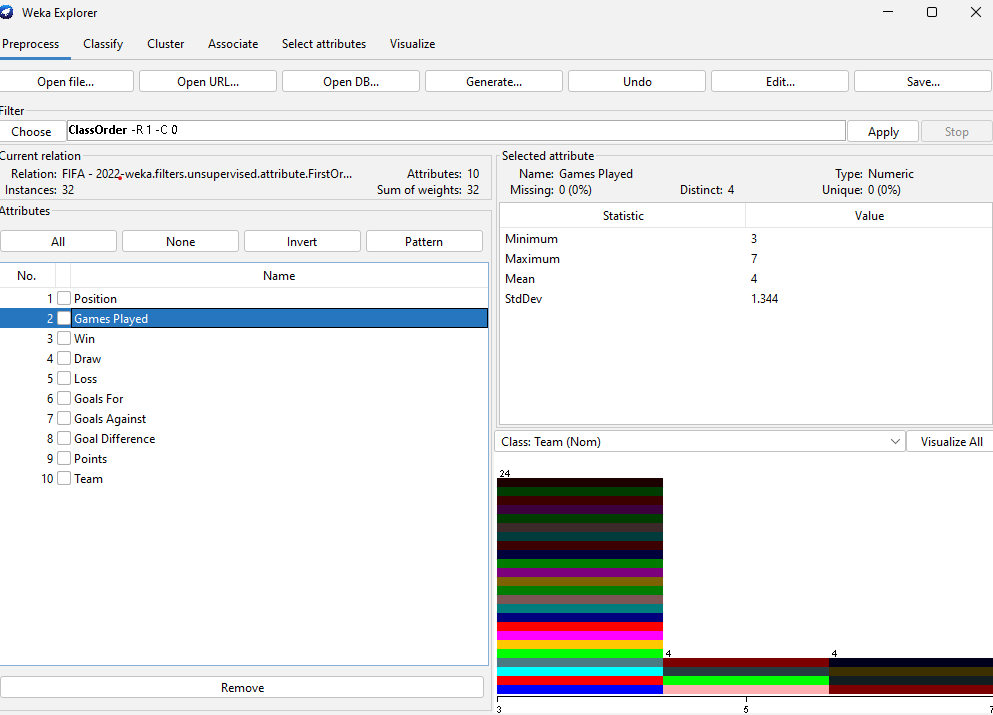 Weka Explorer
Preprocess Classify Cluster Associate Select attributes Visualize
Open file... Open URL... Open DB... Generate... Undo Edit... Save...
Filter
Choose ClassOrder -R 1 -C 0 Apply Stop
Current relation
Relation: FIFA - 2022-weka.filters.unsupervised.attribute.FirstOr... Attributes: 10
Instances: 32 Sum of weights: 32
Attributes
All None Invert Pattern
No. Name
1 Position
2 Games Played
3 Win
4 Draw
5 Loss
6 Goals For
7 Goals Against
8 Goal Difference
9 Points
10 Team
Remove
Selected attribute
Name: Games Played Type: Numeric
Missing: 0 (0%) Distinct: 4 Unique: 0 (0%)
Statistic Value
Minimum 3
Maximum 7
Mean 4
StdDev 1.344
Class: Team (Nom) Visualize All
24
4 4
3 5 7